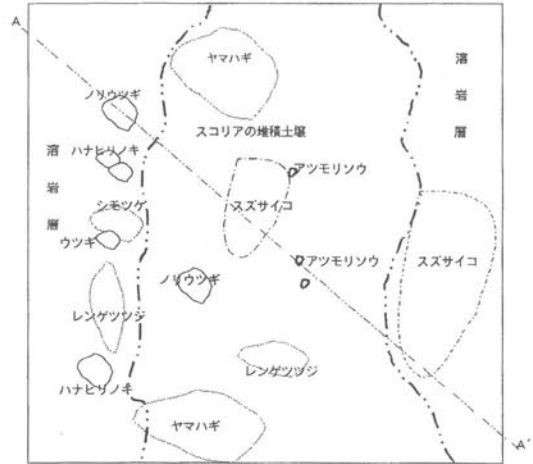 A
ヤマハギ
溶岩層
ノリウツギ
スコリアの堆積土壌
ハナヒリノキ
溶岩層
アツモリソウ
シモツケ
スズサイコ
ウツギ
アツモリソウ
スズサイコ
ノリウツギ
レンゲツツジ
レンゲツツジ
ハナヒリノキ
ヤマハギ
A'